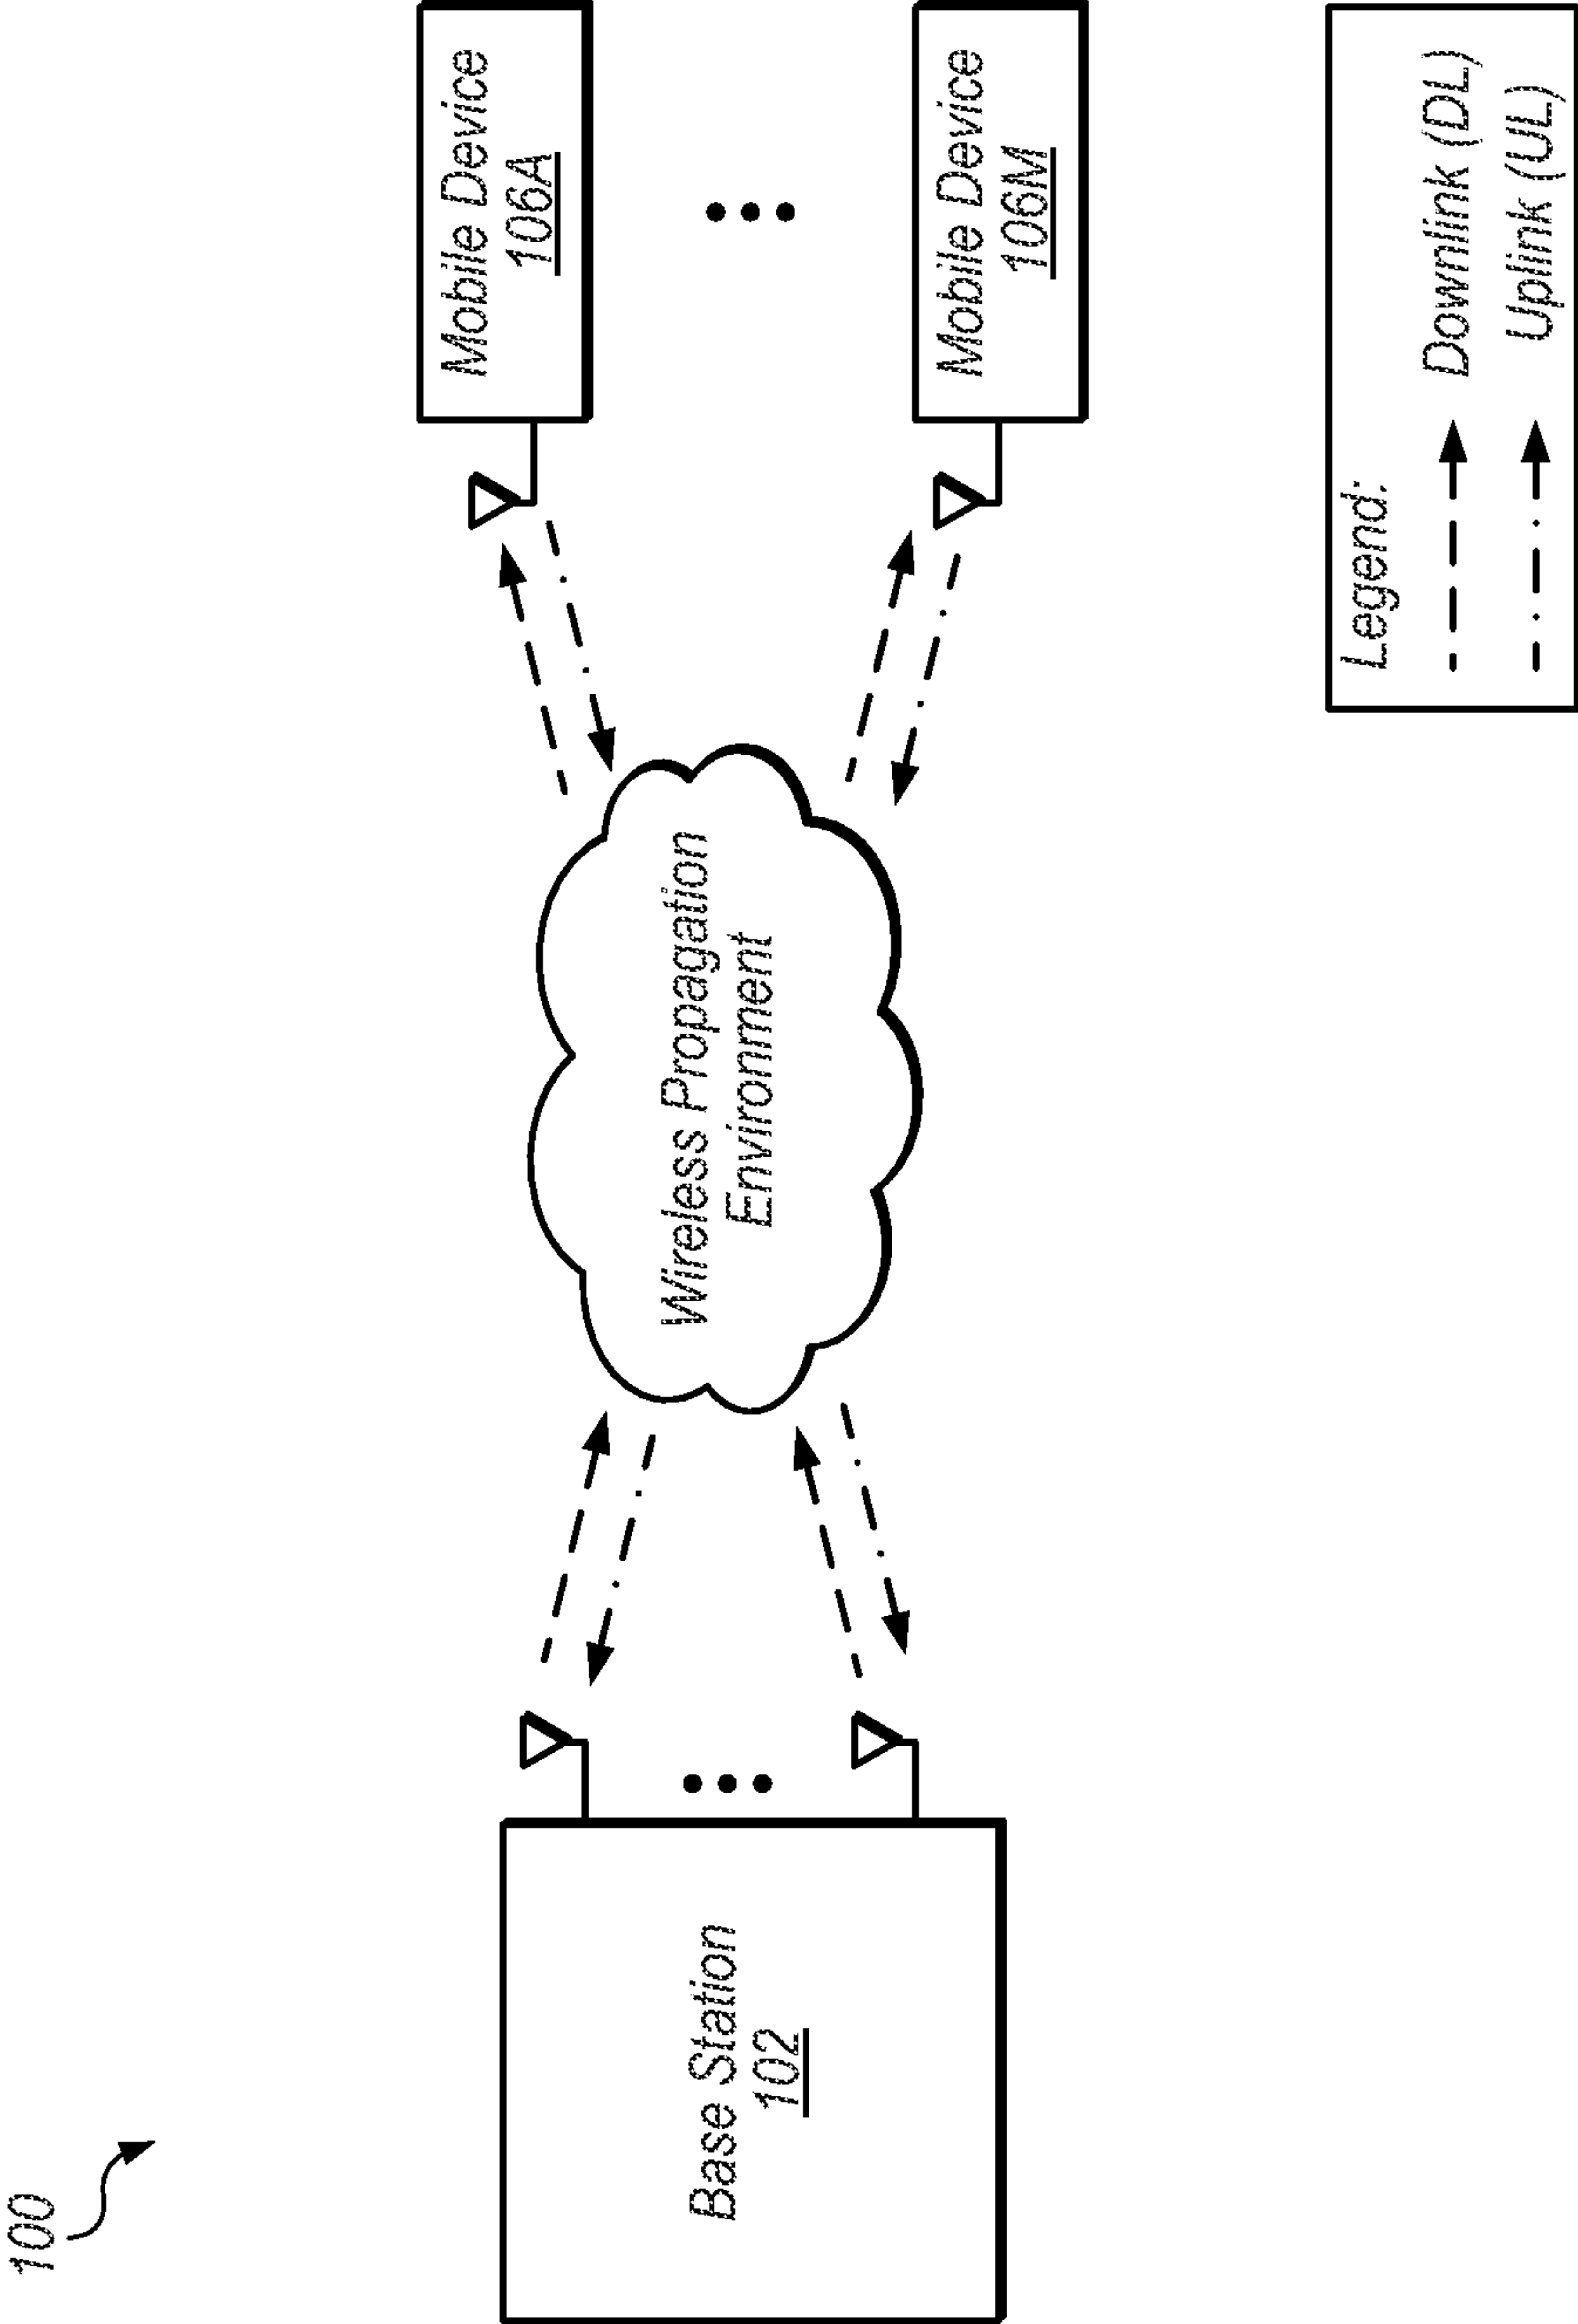 100
Base Station
102
Wireless Propagation
Environment
Mobile Device
106A
Mobile Device
106M
Legend:
Downlink (DL)
Uplink (UL)